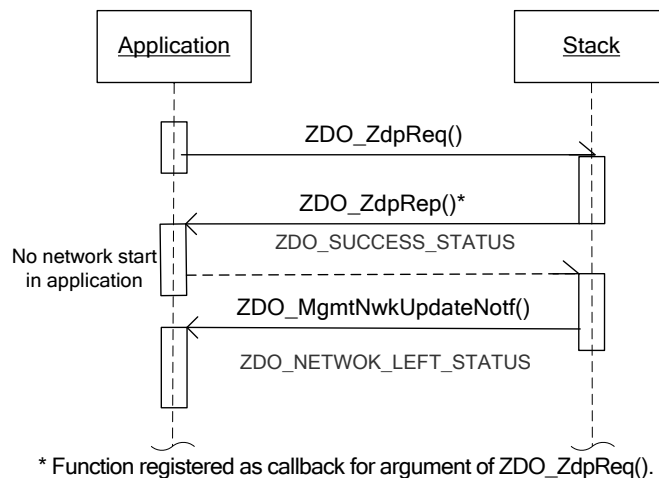 Application
Stack
ZDO_ZdpReq()
ZDO_ZdpRep()*
ZDO_SUCCESS_STATUS
No network start
in application
ZDO_MgmtNwkUpdateNotf()
ZDO_NETWOK_LEFT_STATUS
* Function registered as callback for argument of ZDO_ZdpReq().